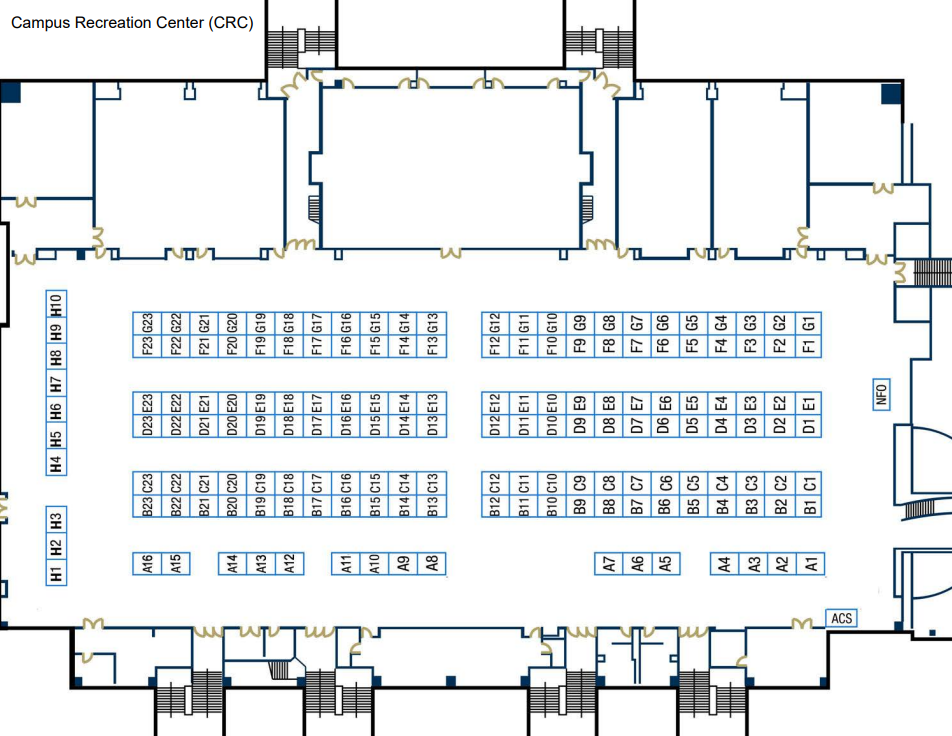 Campus Recreation Center (CRC)
H10
H9
H8
H7
H6
H5
H4
H3
H2
H1
G23 G22 G21 G20 G19 G18 G17 G16 G15 G14 G13 G12 G11 G10 G9 G8 G7 G6 G5 G4 G3 G2 G1
F23 F22 F21 F20 F19 F18 F17 F16 F15 F14 F13 F12 F11 F10 F9 F8 F7 F6 F5 F4 F3 F2 F1
E23 E22 E21 E20 E19 E18 E17 E16 E15 E14 E13 E12 E11 E10 E9 E8 E7 E6 E5 E4 E3 E2 E1
D23 D22 D21 D20 D19 D18 D17 D16 D15 D14 D13 D12 D11 D10 D9 D8 D7 D6 D5 D4 D3 D2 D1
NFO
C23 C22 C21 C20 C19 C18 C17 C16 C15 C14 C13 C12 C11 C10 C9 C8 C7 C6 C5 C4 C3 C2 C1
B23 B22 B21 B20 B19 B18 B17 B16 B15 B14 B13 B12 B11 B10 B9 B8 B7 B6 B5 B4 B3 B2 B1
A16 A15 A14 A13 A12 A11 A10 A9 A8 A7 A6 A5 A4 A3 A2 A1
ACS